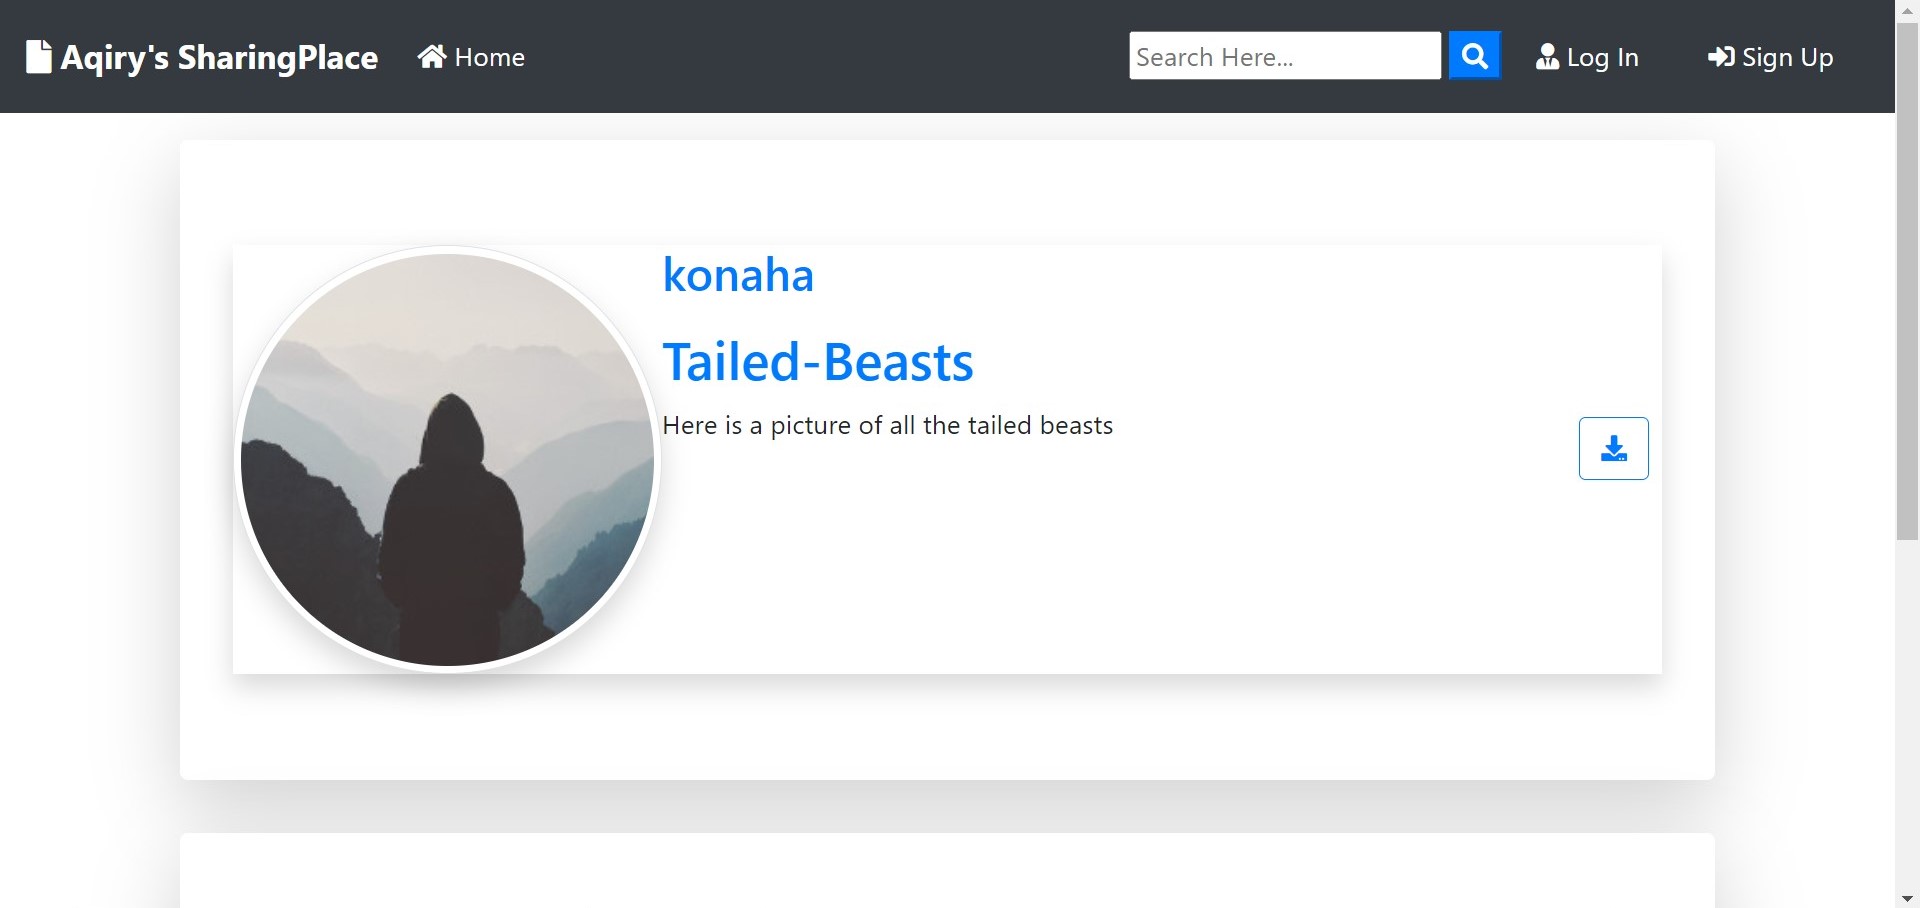 Aqiry's SharingPlace Home Search Here... Log In Sign Up
konaha
Tailed-Beasts
Here is a picture of all the tailed beasts